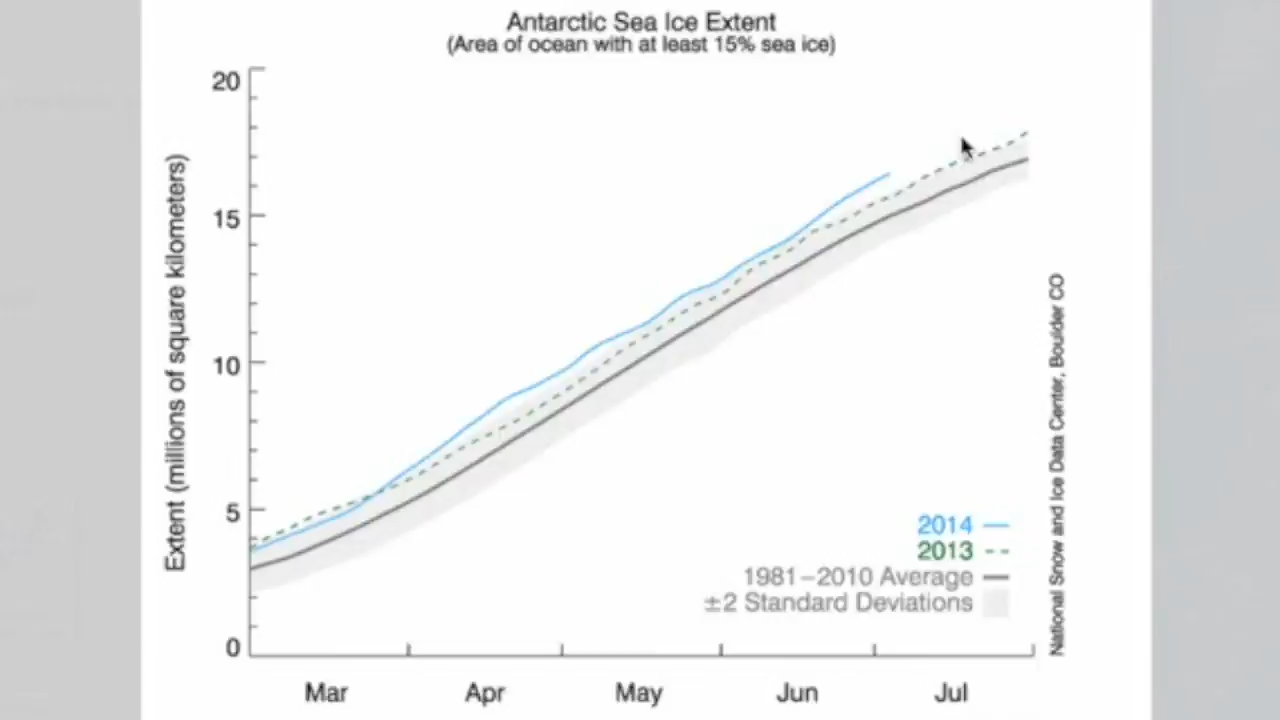 Antarctic Sea Ice Extent
(Area of ocean with at least 15% sea ice)
20
15
10
5
0
Extent (millions of square kilometers)
Mar Apr May Jun Jul
2014
2013
1981–2010 Average
±2 Standard Deviations
National Snow and Ice Data Center, Boulder CO